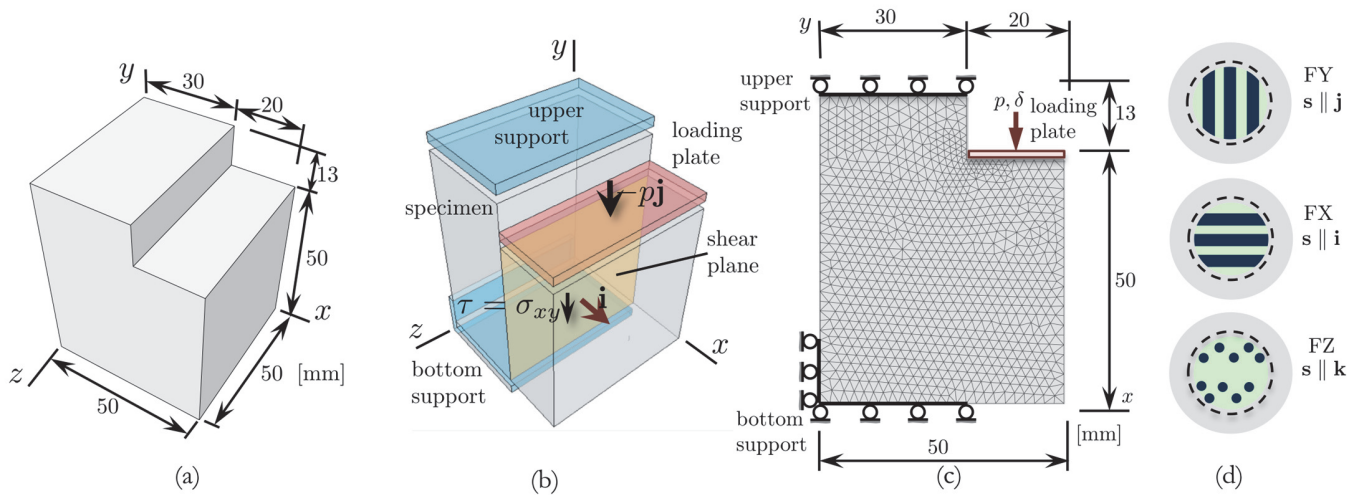 y
30
20
13
50
x
50
[mm]
z
50
(a)
y
upper
support
loading
plate
−pj
specimen
shear
plane
τ = σxy
i
z
x
bottom
support
(b)
y
30
20
upper
support
p, δ
loading
plate
13
50
x
bottom
support
[mm]
50
(c)
FY
s ∥ j
FX
s ∥ i
FZ
s ∥ k
(d)